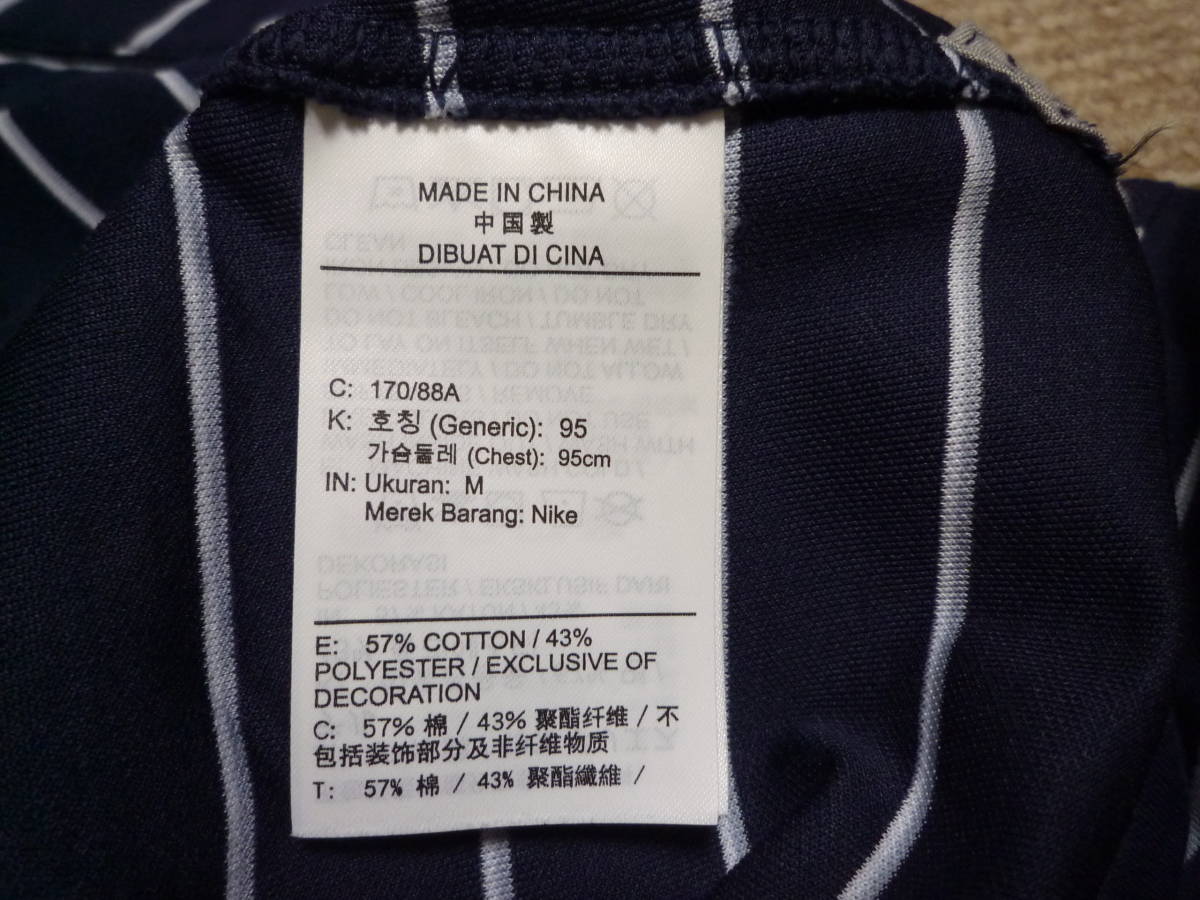 MADE IN CHINA
中国製
DIBUAT DI CINA
C: 170/88A
K: 호칭 (Generic): 95
가슴둘레 (Chest): 95cm
IN: Ukuran: M
Merek Barang: Nike
E: 57% COTTON / 43%
POLYESTER / EXCLUSIVE OF
DECORATION
C: 57% 棉 / 43% 聚酯纤维 / 不
包括装饰部分及非纤维物质
T: 57% 棉 / 43% 聚酯纖維 /